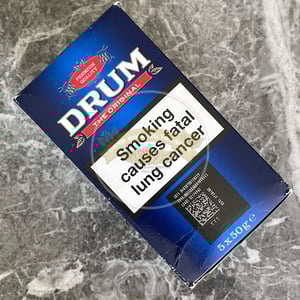 PREMIUM
QUALITY
DRUM
THE ORIGINAL
Smoking
causes fatal
lung cancer
5 x 50g e